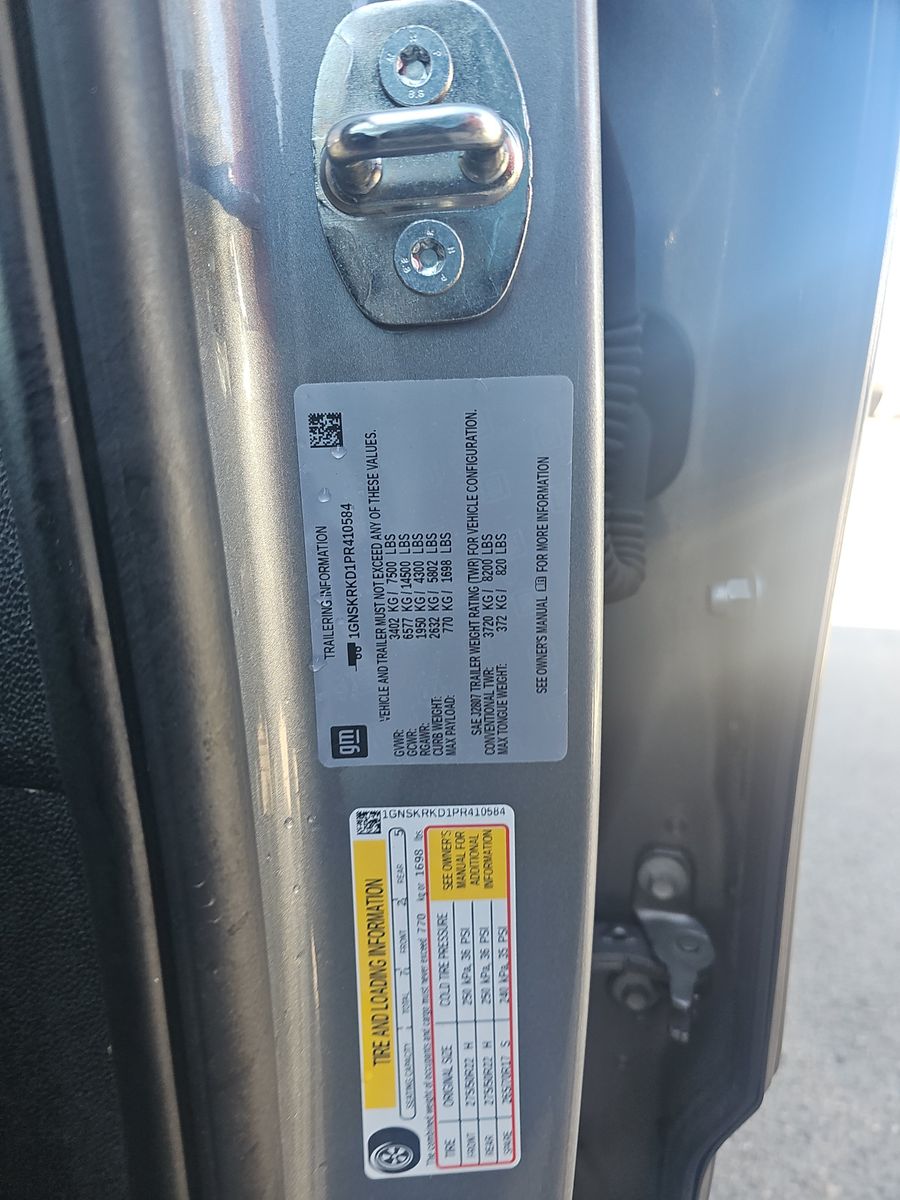 TRAILERING INFORMATION
1GNSKRKD1PR410584
gm
VEHICLE AND TRAILER MUST NOT EXCEED ANY OF THESE VALUES.
GVWR: 3402 KG / 7500 LBS
GCWR: 6577 KG / 14500 LBS
RGAWR: 1950 KG / 4300 LBS
CURB WEIGHT: 2632 KG / 5802 LBS
MAX PAYLOAD: 770 KG / 1698 LBS
SAE J2807 TRAILER WEIGHT RATING (TWR) FOR VEHICLE CONFIGURATION.
CONVENTIONAL TWR: 3720 KG / 8200 LBS
MAX TONGUE WEIGHT: 372 KG / 820 LBS
SEE OWNER'S MANUAL FOR MORE INFORMATION
TIRE AND LOADING INFORMATION
SEATING CAPACITY TOTAL 7 FRONT 2 REAR 5
The combined weight of occupants and cargo must never exceed 770 kg or 1698 lbs
TIRE ORIGINAL SIZE COLD TIRE PRESSURE
FRONT 275/50R22 H 250 kPa, 36 PSI
REAR 275/50R22 H 250 kPa, 36 PSI
SPARE 265/70R17 S 240 kPa, 35 PSI
SEE OWNER'S
MANUAL FOR
ADDITIONAL
INFORMATION
1GNSKRKD1PR410584